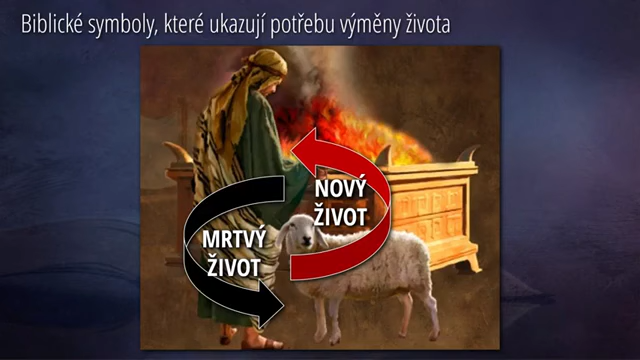 Biblické symboly, které ukazují potřebu výměny života
NOVÝ
ŽIVOT
MRTVÝ
ŽIVOT